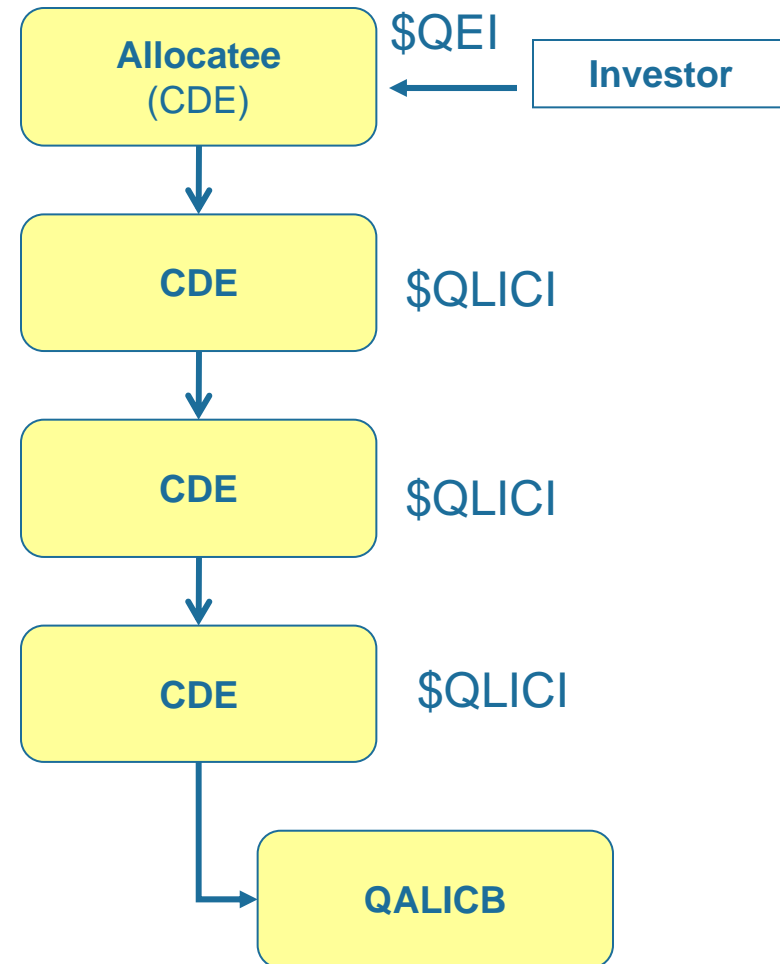 Allocatee
(CDE)
$QEI
Investor
CDE
$QLICI
CDE
$QLICI
CDE
$QLICI
QALICB